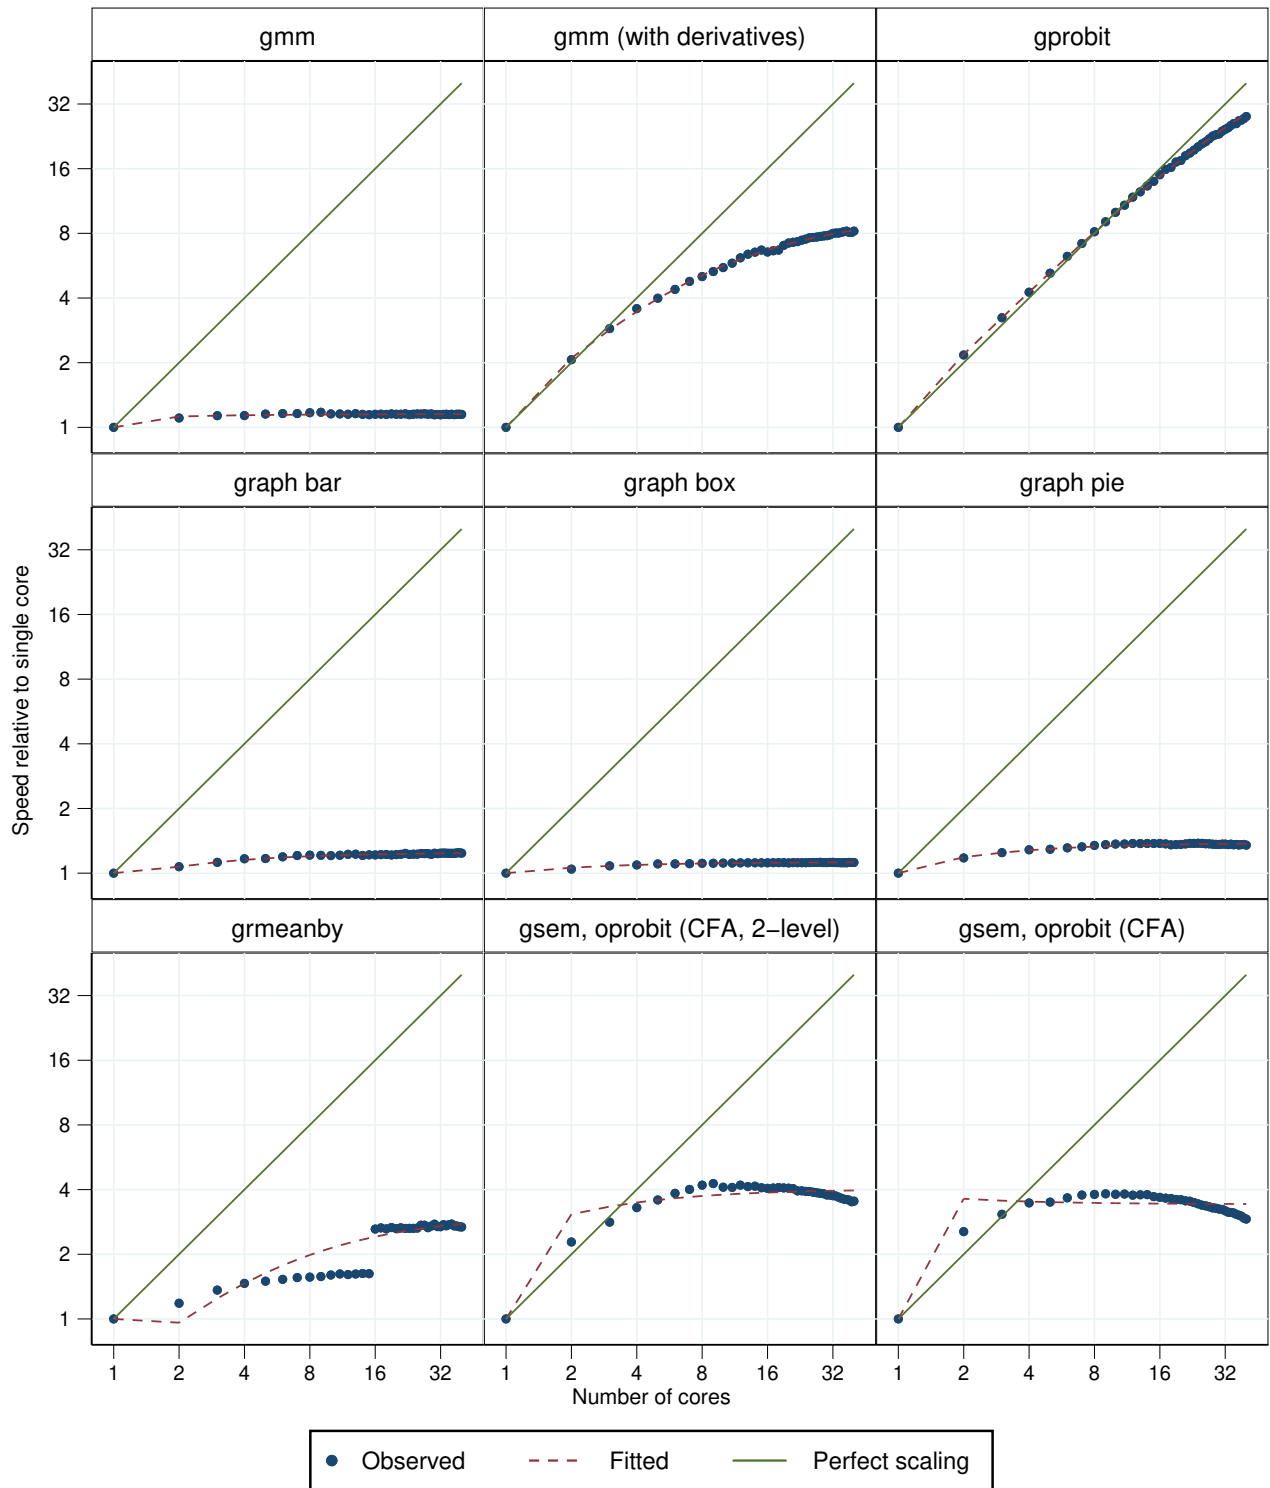 gmm
gmm (with derivatives)
gprobit
32
16
8
4
2
1
graph bar
graph box
graph pie
Speed relative to single core
32
16
8
4
2
1
grmeanby
gsem, oprobit (CFA, 2−level)
gsem, oprobit (CFA)
32
16
8
4
2
1
1 2 4 8 16 32
1 2 4 8 16 32
1 2 4 8 16 32
Number of cores
Observed
Fitted
Perfect scaling